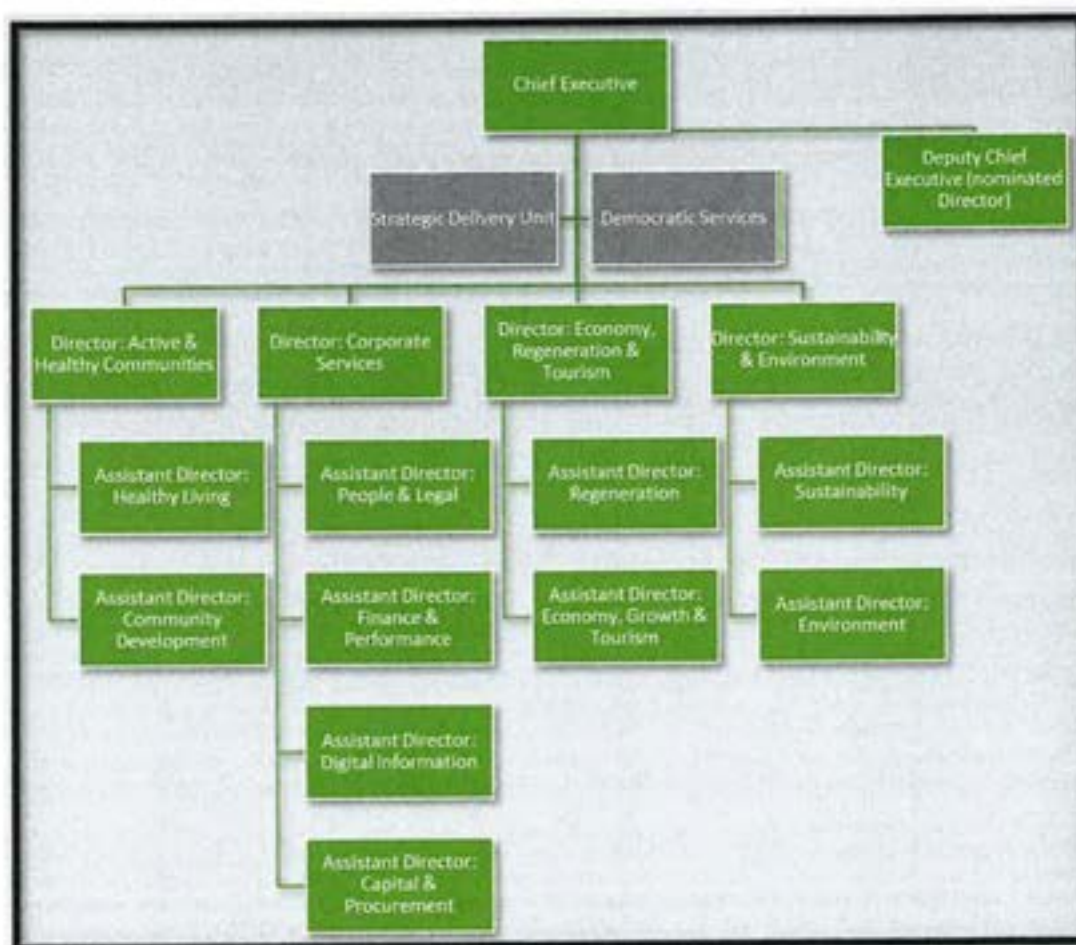 Chief Executive
Deputy Chief
Executive (nominated
Director)
Strategic Delivery Unit
Democratic Services
Director: Active &
Healthy Communities
Director: Corporate
Services
Director: Economy,
Regeneration &
Tourism
Director: Sustainability
& Environment
Assistant Director:
Healthy Living
Assistant Director:
People & Legal
Assistant Director:
Regeneration
Assistant Director:
Sustainability
Assistant Director:
Community
Development
Assistant Director:
Finance &
Performance
Assistant Director:
Economy, Growth &
Tourism
Assistant Director:
Environment
Assistant Director:
Digital Information
Assistant Director:
Capital &
Procurement